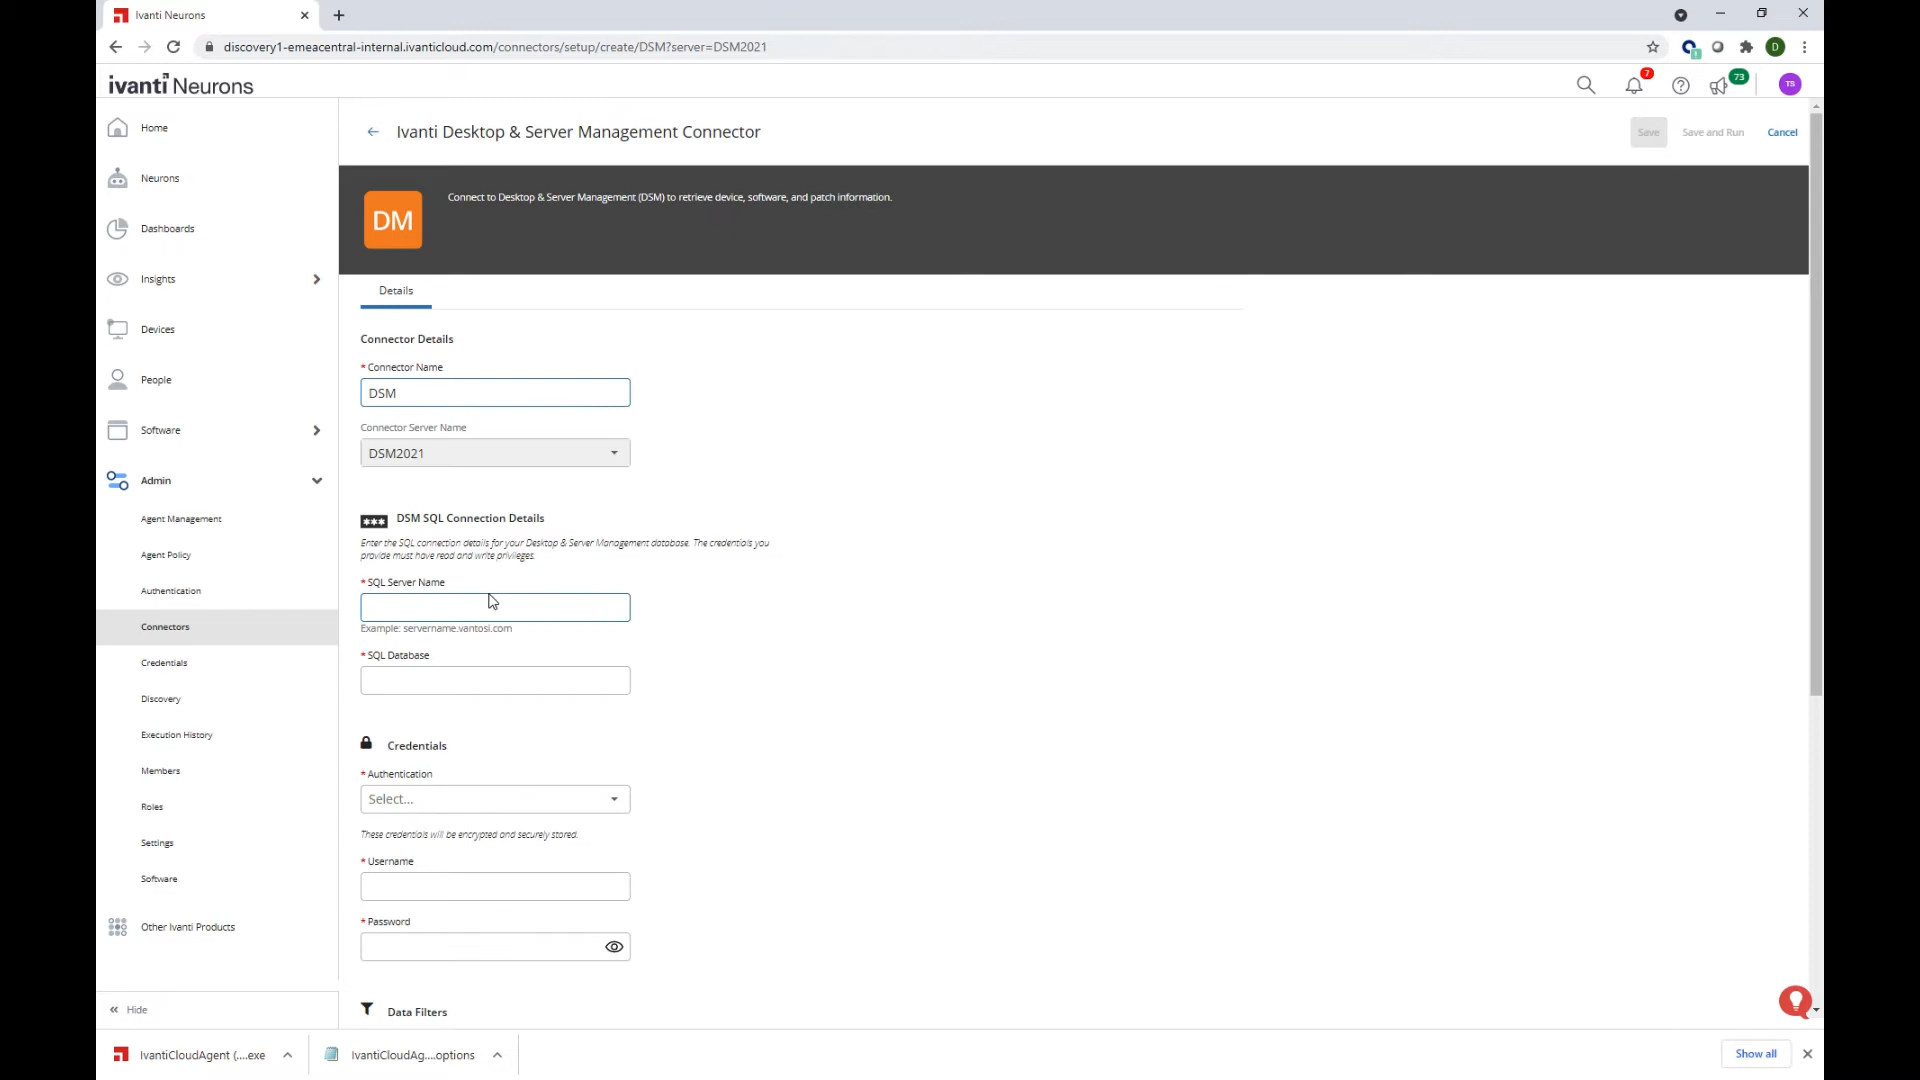 Ivanti Neurons
discovery1-emeacentral-internal.ivanticloud.com/connectors/setup/create/DSM?server=DSM2021
D
ivanti Neurons
7
73
TS
Home
Neurons
Dashboards
Insights
Devices
People
Software
Admin
Agent Management
Agent Policy
Authentication
Connectors
Credentials
Discovery
Execution History
Members
Roles
Settings
Software
Other Ivanti Products
« Hide
Ivanti Desktop & Server Management Connector
Save
Save and Run
Cancel
DM
Connect to Desktop & Server Management (DSM) to retrieve device, software, and patch information.
Details
Connector Details
* Connector Name
DSM
Connector Server Name
DSM2021
*** DSM SQL Connection Details
Enter the SQL connection details for your Desktop & Server Management database. The credentials you
provide must have read and write privileges.
* SQL Server Name
Example: servername.vantosi.com
* SQL Database
Credentials
* Authentication
Select...
These credentials will be encrypted and securely stored.
* Username
* Password
Data Filters
IvantiCloudAgent (....exe
IvantiCloudAg....options
Show all